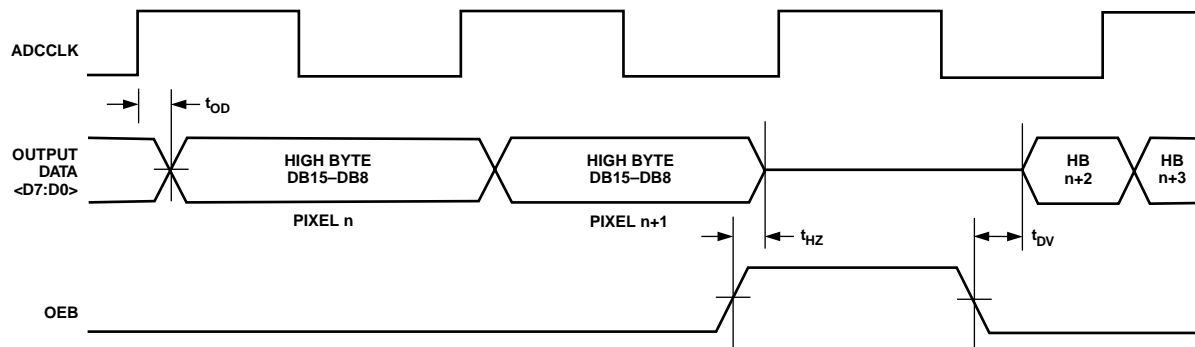 ADCCLK
tOD
OUTPUT
DATA
<D7:D0>
HIGH BYTE
DB15–DB8
HIGH BYTE
DB15–DB8
HB
n+2
HB
n+3
PIXEL n
PIXEL n+1
tHZ
tDV
OEB